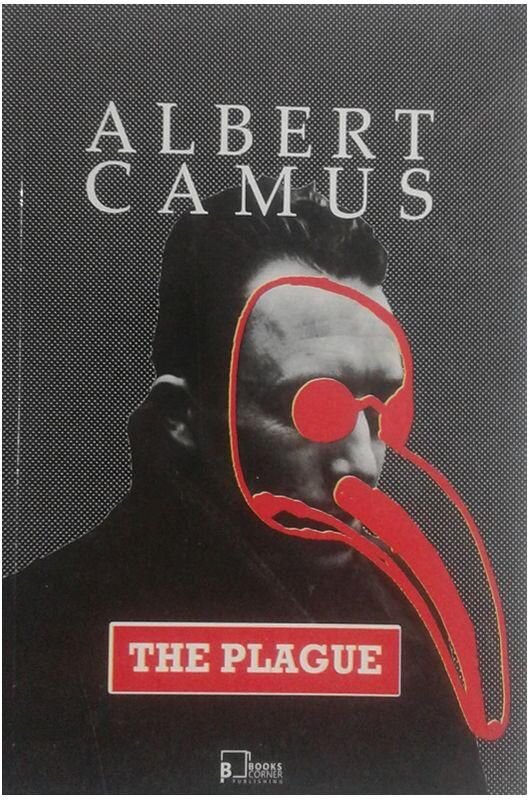 ALBERT
CAMUS
THE PLAGUE
B
BOOKS
CORNER
PUBLISHING